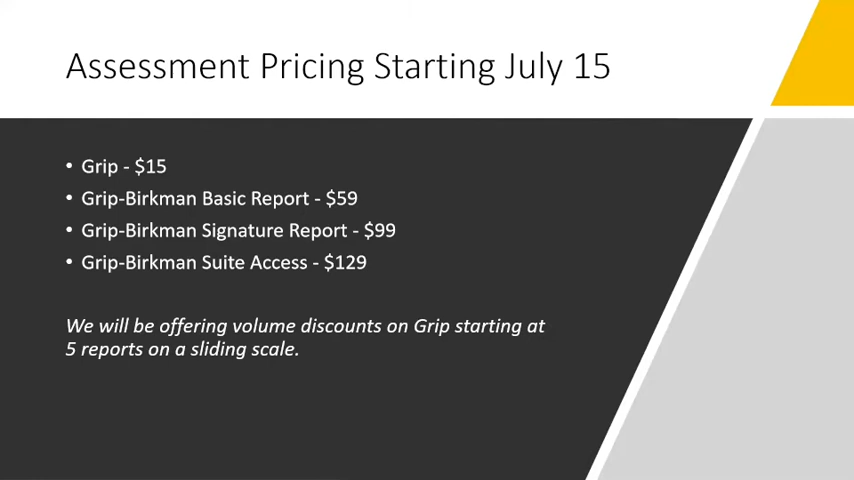 Assessment Pricing Starting July 15
• Grip - $15
• Grip-Birkman Basic Report - $59
• Grip-Birkman Signature Report - $99
• Grip-Birkman Suite Access - $129
We will be offering volume discounts on Grip starting at
5 reports on a sliding scale.